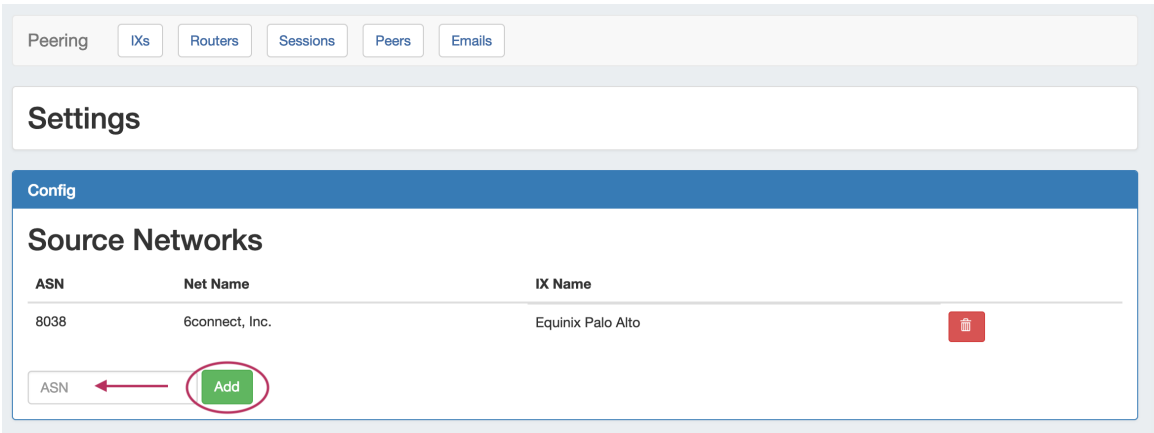 Peering IXs Routers Sessions Peers Emails
Settings
Config
Source Networks
ASN Net Name IX Name
8038 6connect, Inc. Equinix Palo Alto
ASN Add